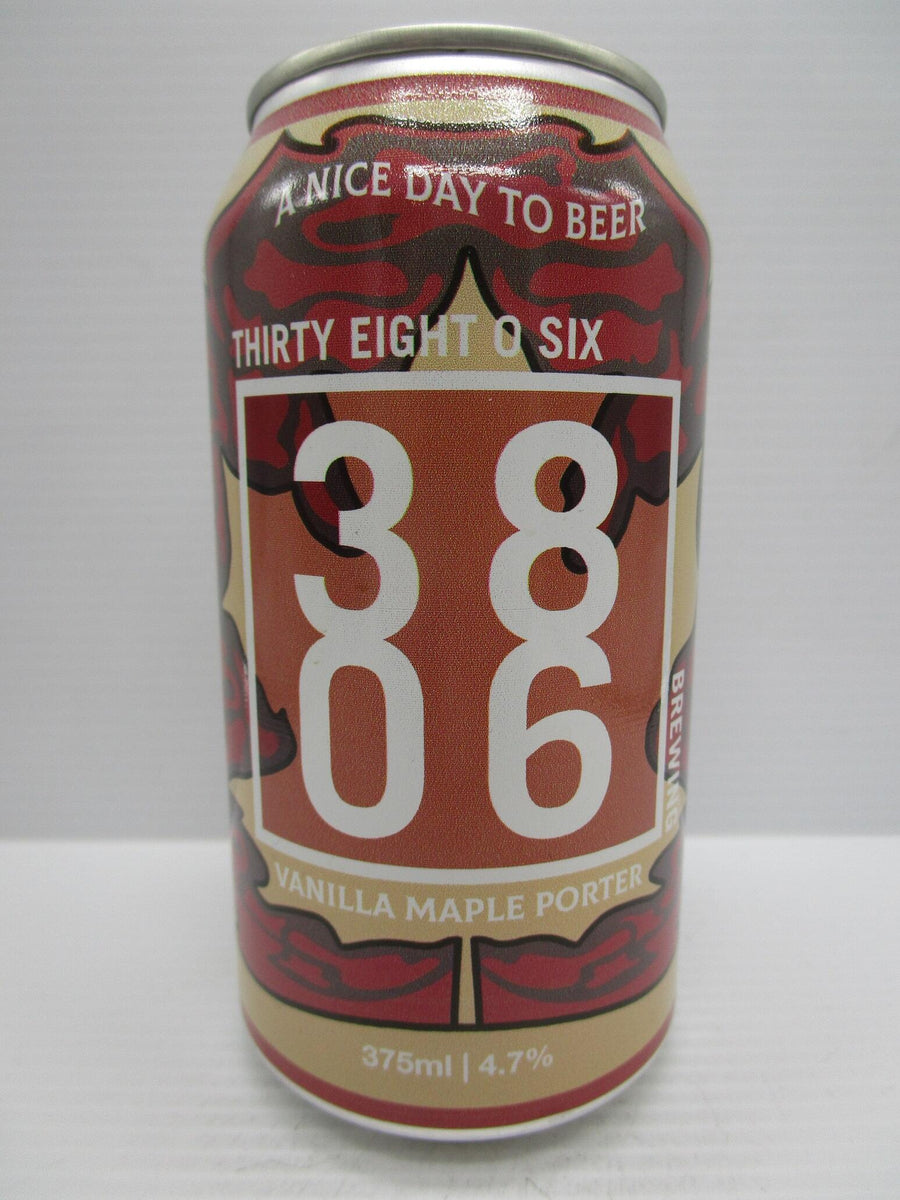 A NICE DAY TO BEER
THIRTY EIGHT O SIX
38
06
BREWING
VANILLA MAPLE PORTER
375ml | 4.7%